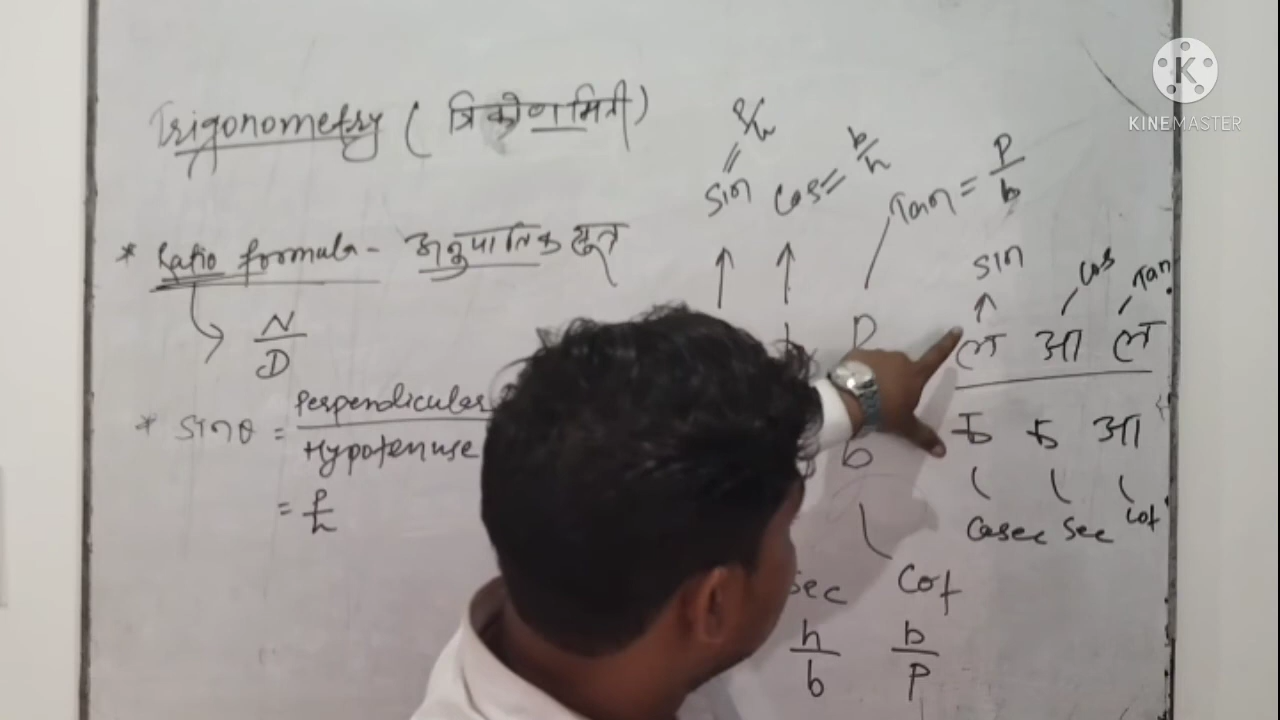 Trigonometry ( त्रिकोणमिती )
* Ratio formula - अनुपातिक सूत्र
N
D
* Sinθ = Perpendicular
Hypotenuse
= P
h
Sin = P/h
Cos = b/h
Tan = P/b
P
b
Sec Cot
h b
b P
Sin Cos Tan
ल आ ल
क क आ
Cosec Sec Cot
K
KINEMASTER